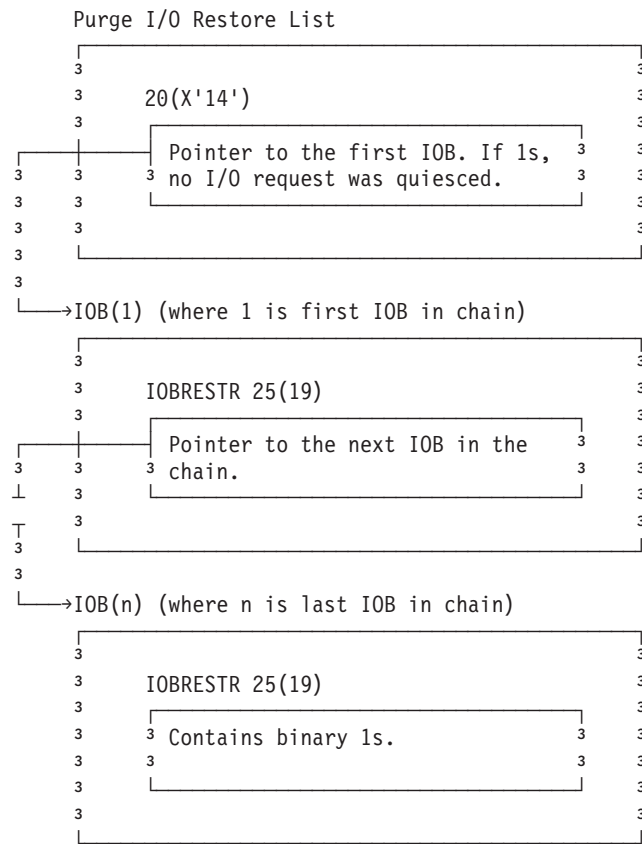 Purge I/O Restore List
20(X'14')
Pointer to the first IOB. If 1s,
no I/O request was quiesced.
IOB(1) (where 1 is first IOB in chain)
IOBRESTR 25(19)
Pointer to the next IOB in the
chain.
IOB(n) (where n is last IOB in chain)
IOBRESTR 25(19)
Contains binary 1s.